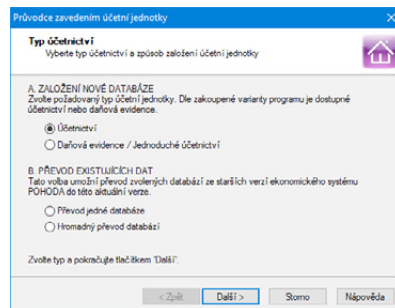 Průvodce zavedením účetní jednotky
Typ účetnictví
Vyberte typ účetnictví a způsob založení účetní jednotky
A. ZALOŽENÍ NOVÉ DATABÁZE
Zvolte požadovaný typ účetní jednotky. Dle zakoupené varianty programu je dostupné
účetnictví nebo daňová evidence.
Účetnictví
Daňová evidence / Jednoduché účetnictví
B. PŘEVOD EXISTUJÍCÍCH DAT
Tato volba umožní převod zvolených databází ze starších verzí ekonomického systému
POHODA do této aktuální verze.
Převod jedné databáze
Hromadný převod databází
Zvolte typ a pokračujte tlačítkem 'Další'.
< Zpět Další > Storno Nápověda